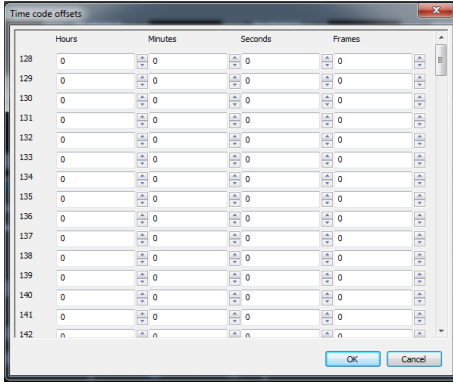 Time code offsets
Hours Minutes Seconds Frames
128 0 0 0 0
129 0 0 0 0
130 0 0 0 0
131 0 0 0 0
132 0 0 0 0
133 0 0 0 0
134 0 0 0 0
135 0 0 0 0
136 0 0 0 0
137 0 0 0 0
138 0 0 0 0
139 0 0 0 0
140 0 0 0 0
141 0 0 0 0
142 0 0 0 0
OK Cancel